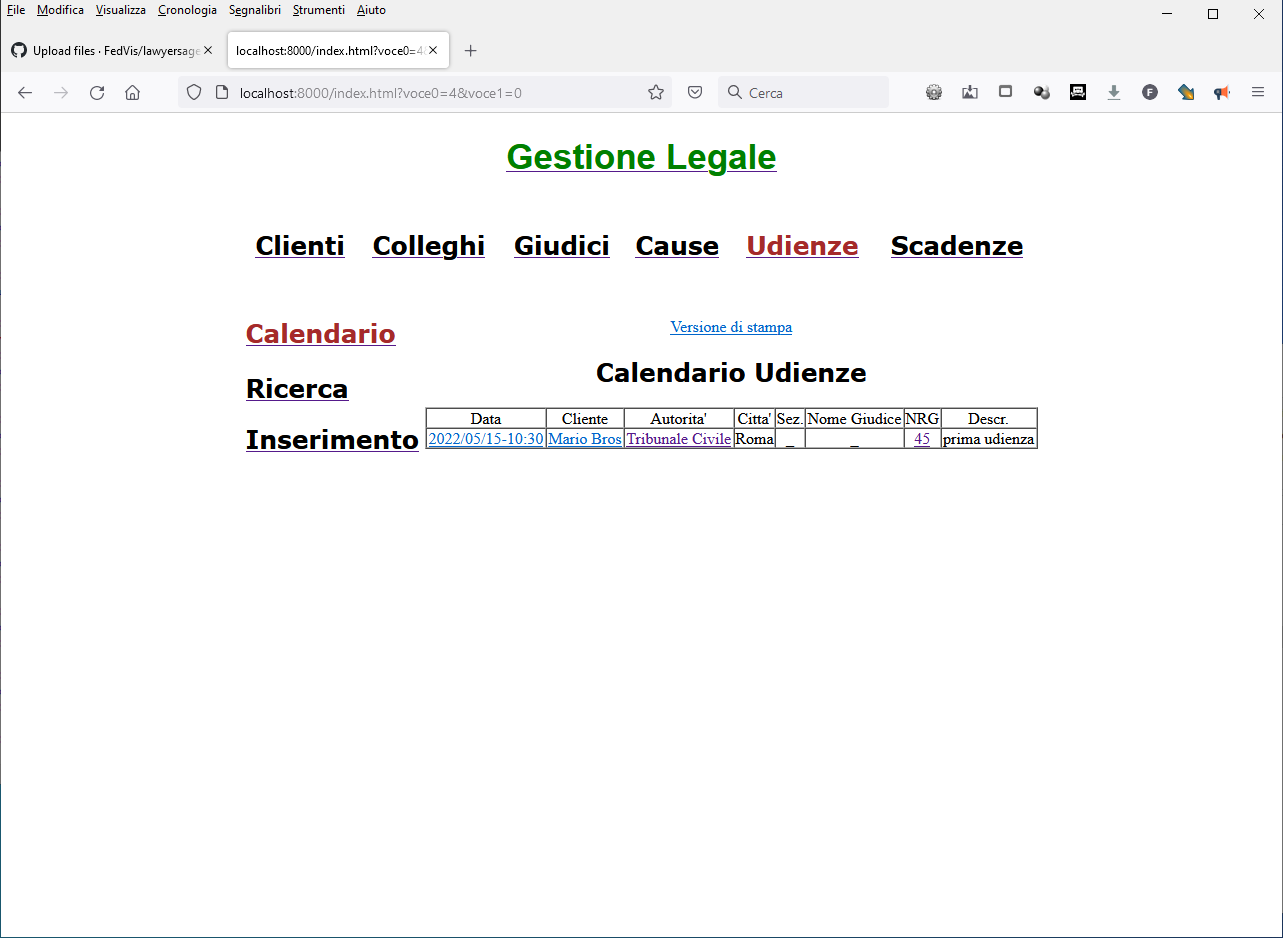 File Modifica Visualizza Cronologia Segnalibri Strumenti Aiuto
Upload files · FedVis/lawyersage
localhost:8000/index.html?voce0=4&
localhost:8000/index.html?voce0=4&voce1=0
Cerca
F
Gestione Legale
Clienti Colleghi Giudici Cause Udienze Scadenze
Calendario
Versione di stampa
Calendario Udienze
Ricerca
Inserimento
Data Cliente Autorita' Citta' Sez. Nome Giudice NRG Descr.
2022/05/15-10:30 Mario Bros Tribunale Civile Roma _ _ 45 prima udienza